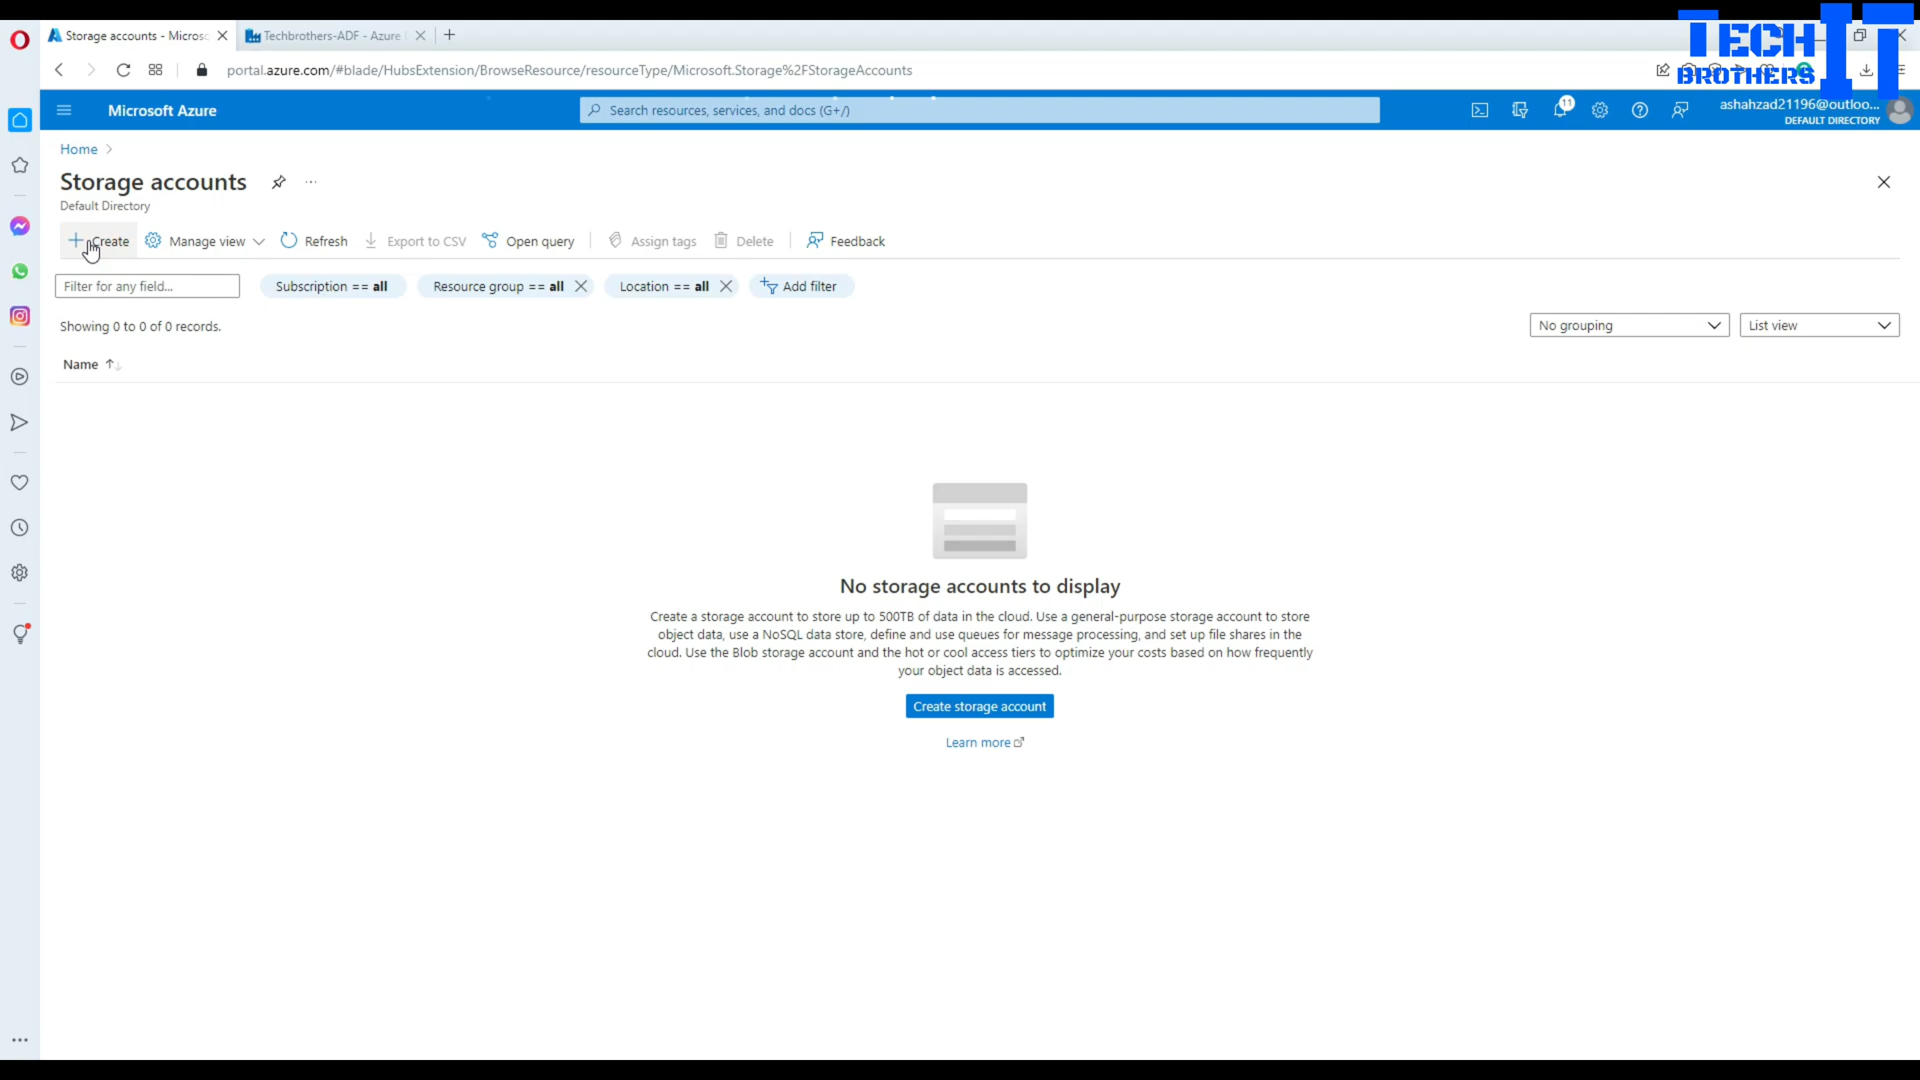 Storage accounts - Microsc
Techbrothers-ADF - Azure
TECH IT
BROTHERS
portal.azure.com/#blade/HubsExtension/BrowseResource/resourceType/Microsoft.Storage%2FStorageAccounts
Microsoft Azure
Search resources, services, and docs (G+/)
11
ashahzad21196@outloo...
DEFAULT DIRECTORY
Home
Storage accounts
Default Directory
Create
Manage view
Refresh
Export to CSV
Open query
Assign tags
Delete
Feedback
Filter for any field...
Subscription == all
Resource group == all
Location == all
Add filter
Showing 0 to 0 of 0 records.
No grouping
List view
Name
No storage accounts to display
Create a storage account to store up to 500TB of data in the cloud. Use a general-purpose storage account to store
object data, use a NoSQL data store, define and use queues for message processing, and set up file shares in the
cloud. Use the Blob storage account and the hot or cool access tiers to optimize your costs based on how frequently
your object data is accessed.
Create storage account
Learn more